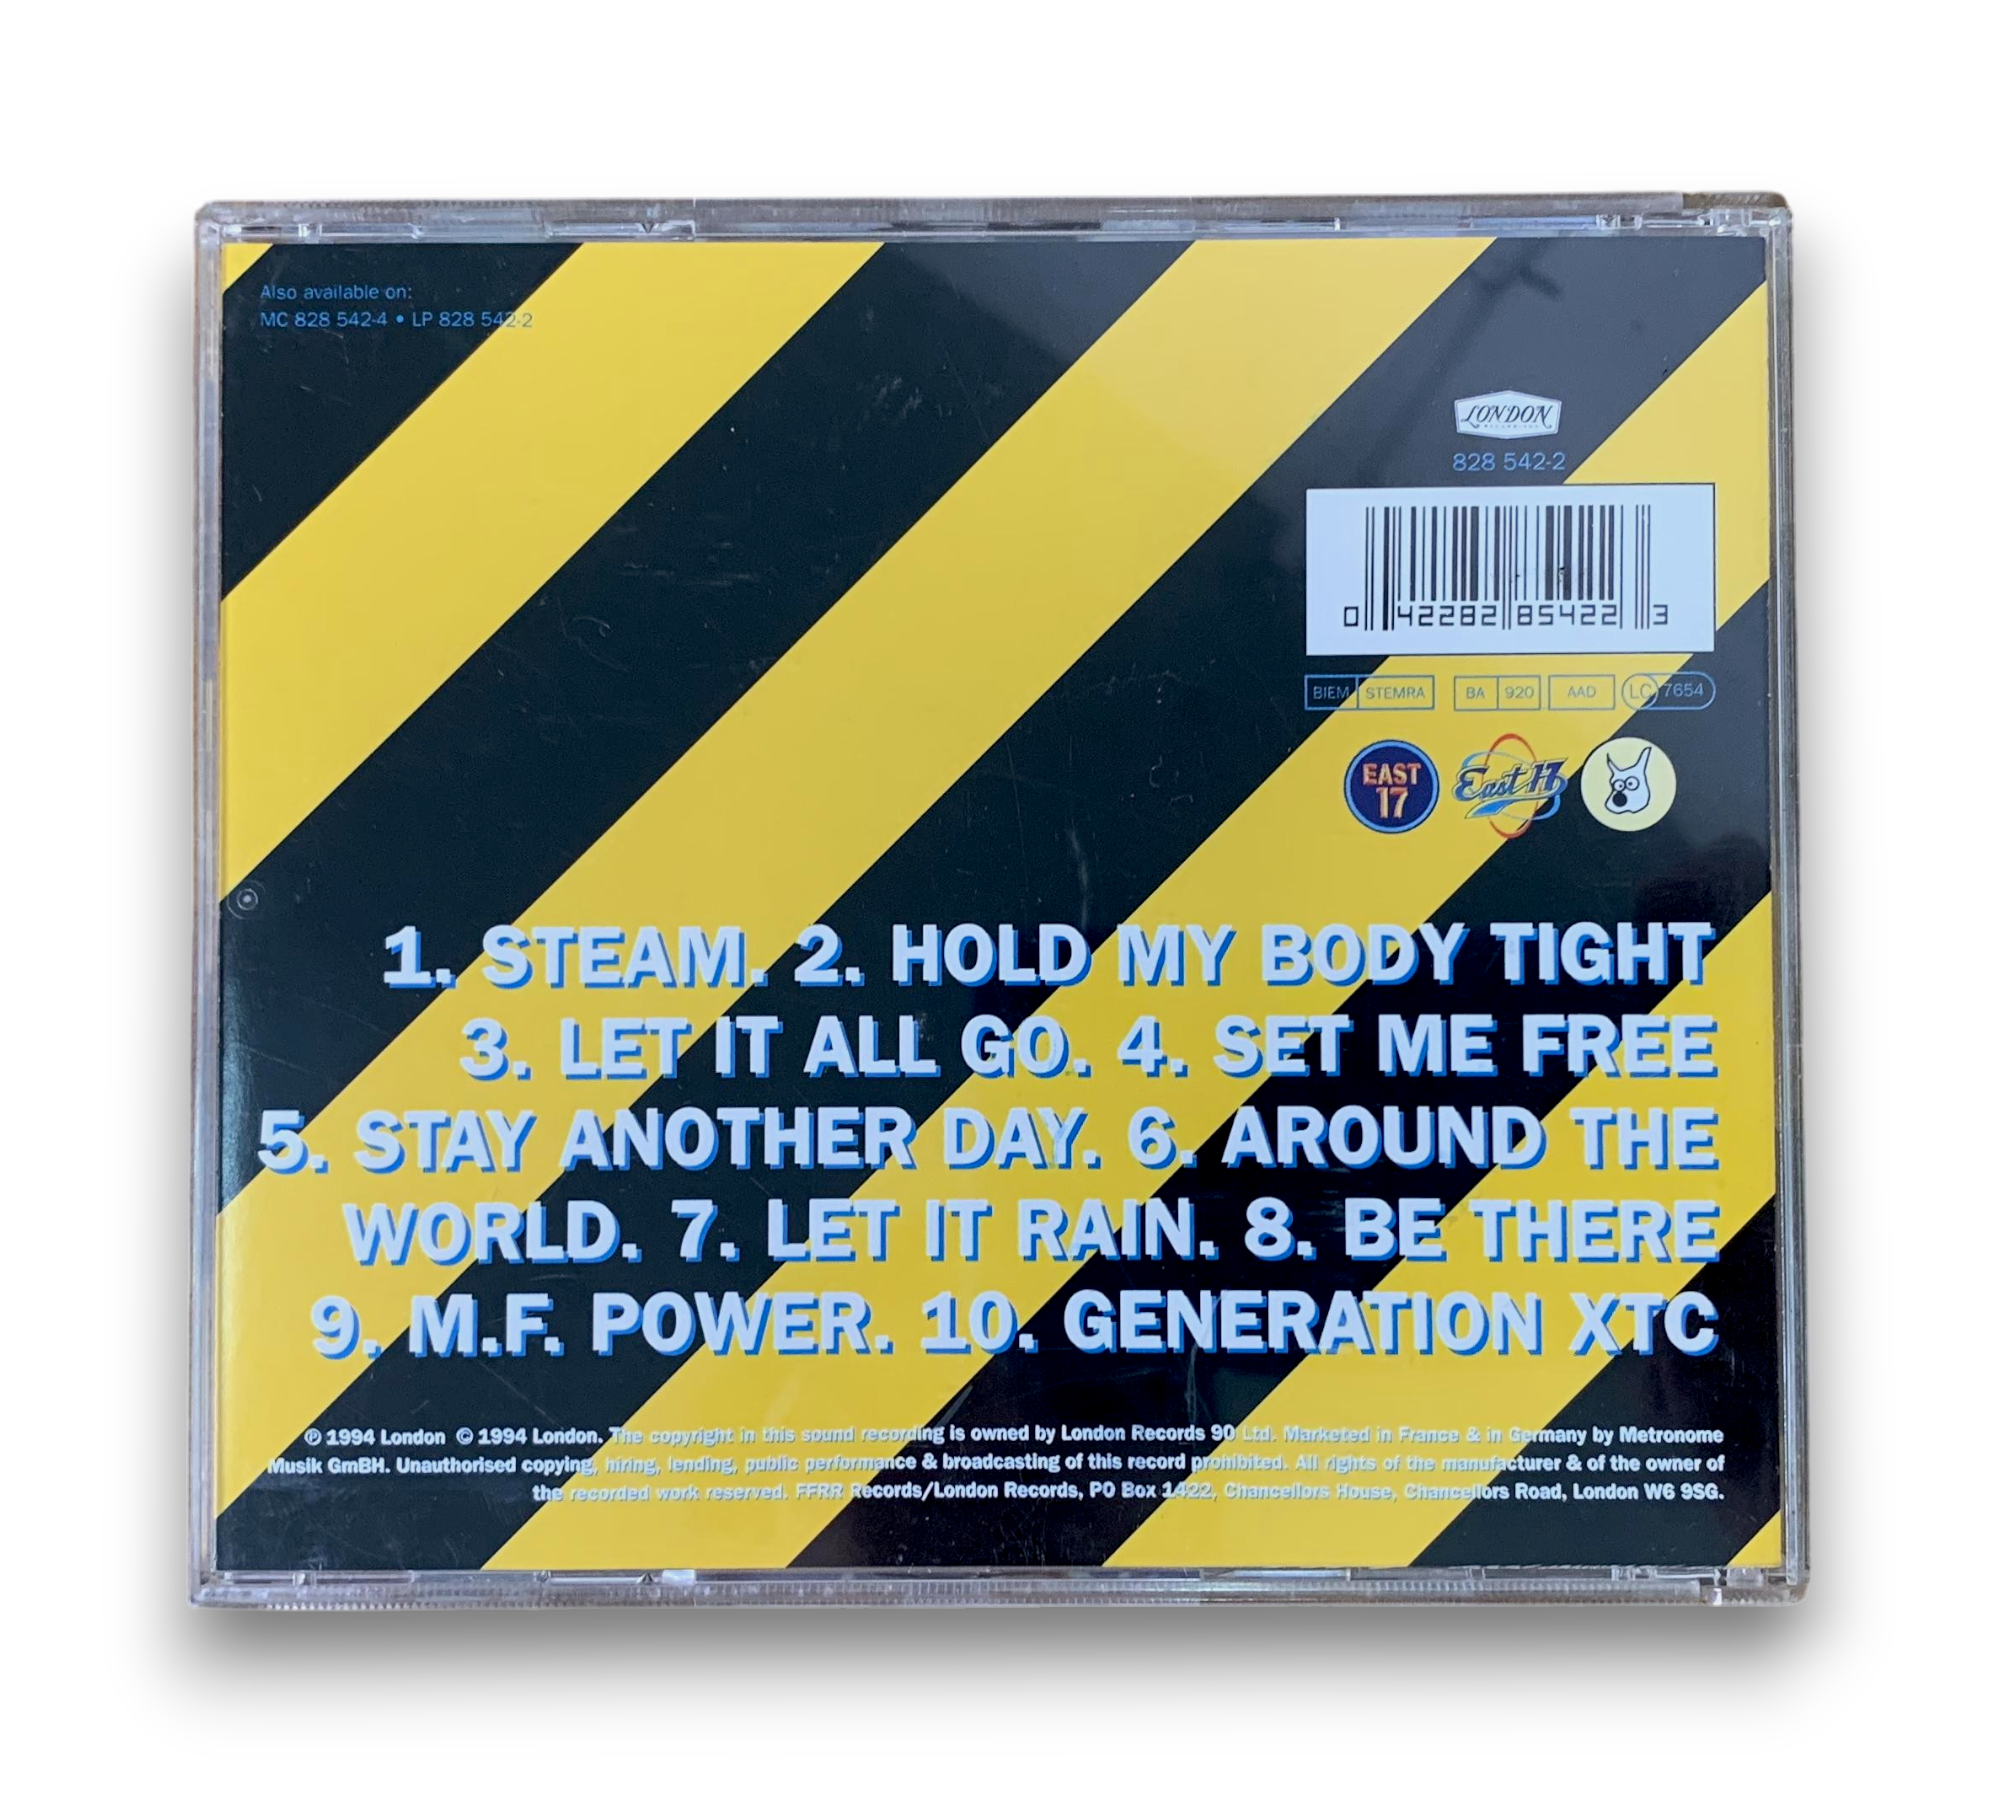 Also available on:
MC 828 542-4 • LP 828 542-2
LONDON
828 542-2
0 42282 85422 3
BIEM STEMRA BA 920 AAD LC 7654
EAST
17
East 17
1. STEAM. 2. HOLD MY BODY TIGHT
3. LET IT ALL GO. 4. SET ME FREE
5. STAY ANOTHER DAY. 6. AROUND THE
WORLD. 7. LET IT RAIN. 8. BE THERE
9. M.F. POWER. 10. GENERATION XTC
℗ 1994 London © 1994 London. The copyright in this sound recording is owned by London Records 90 Ltd. Marketed in France & in Germany by Metronome
Musik GmBH. Unauthorised copying, hiring, lending, public performance & broadcasting of this record prohibited. All rights of the manufacturer & of the owner of
the recorded work reserved. FFRR Records/London Records, PO Box 1422, Chancellors House, Chancellors Road, London W6 9SG.